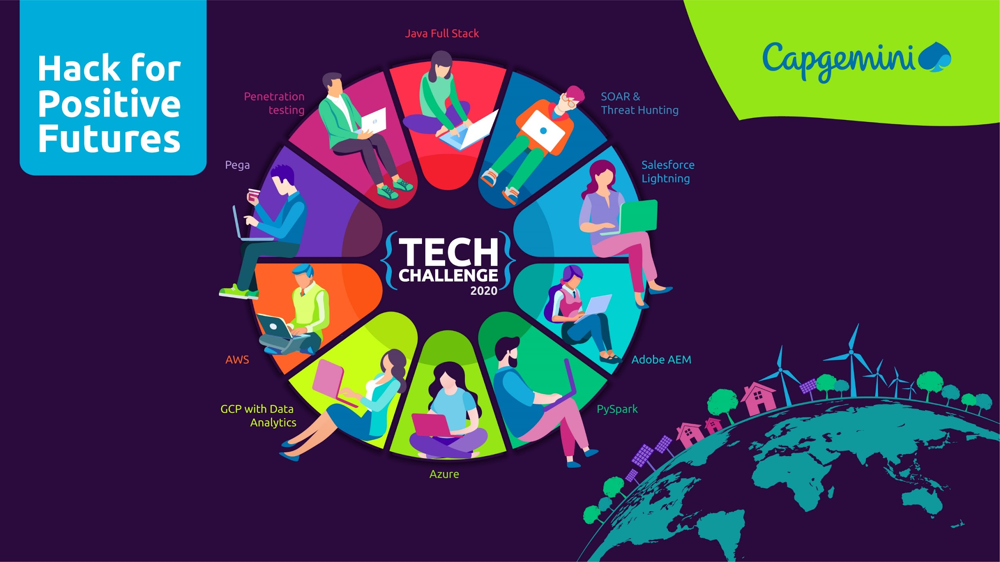 Hack for
Positive
Futures
Capgemini
Java Full Stack
Penetration
testing
SOAR &
Threat Hunting
Pega
Salesforce
Lightning
{TECH
CHALLENGE
2020}
AWS
Adobe AEM
GCP with Data
Analytics
PySpark
Azure